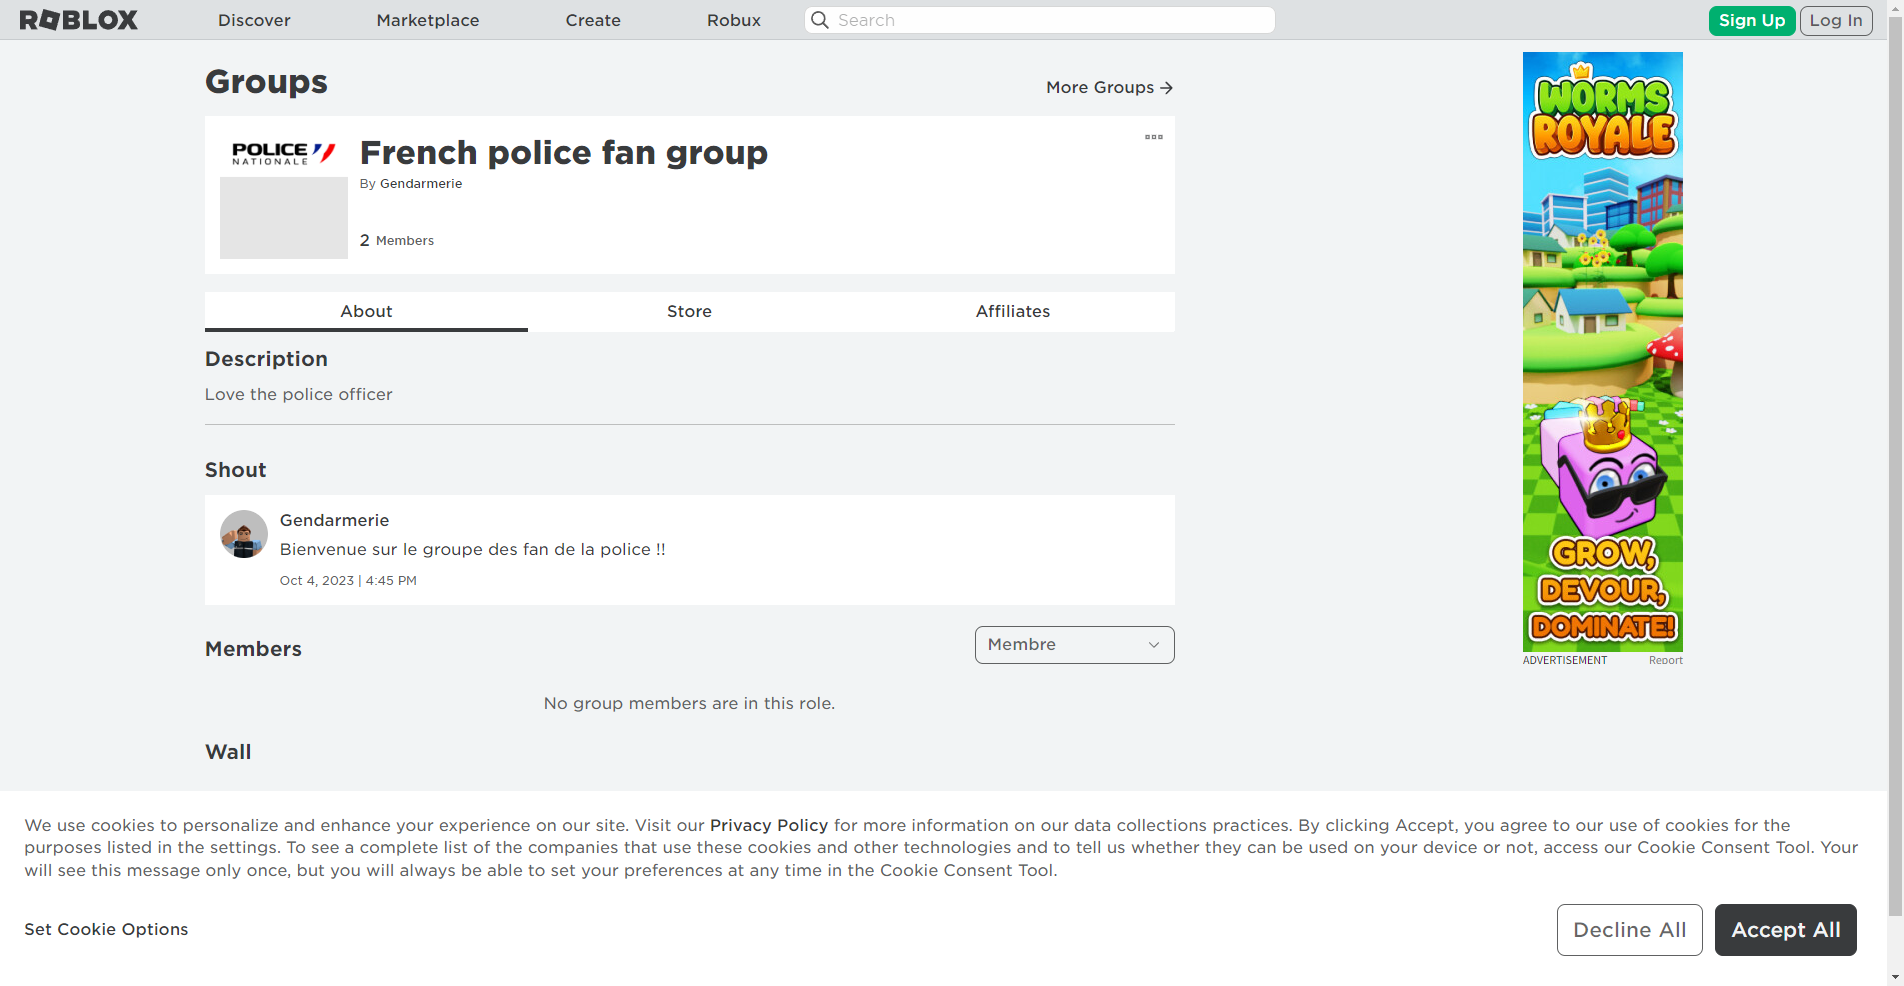 ROBLOX
Discover
Marketplace
Create
Robux
Search
Sign Up
Log In
Groups
More Groups
POLICE
NATIONALE
French police fan group
By Gendarmerie
2 Members
About
Store
Affiliates
Description
Love the police officer
Shout
Gendarmerie
Bienvenue sur le groupe des fan de la police !!
Oct 4, 2023 | 4:45 PM
Members
Membre
No group members are in this role.
Wall
WORMS
ROYALE
GROW,
DEVOUR,
DOMINATE!
ADVERTISEMENT
Report
We use cookies to personalize and enhance your experience on our site. Visit our Privacy Policy for more information on our data collections practices. By clicking Accept, you agree to our use of cookies for the
purposes listed in the settings. To see a complete list of the companies that use these cookies and other technologies and to tell us whether they can be used on your device or not, access our Cookie Consent Tool. Your
will see this message only once, but you will always be able to set your preferences at any time in the Cookie Consent Tool.
Set Cookie Options
Decline All
Accept All